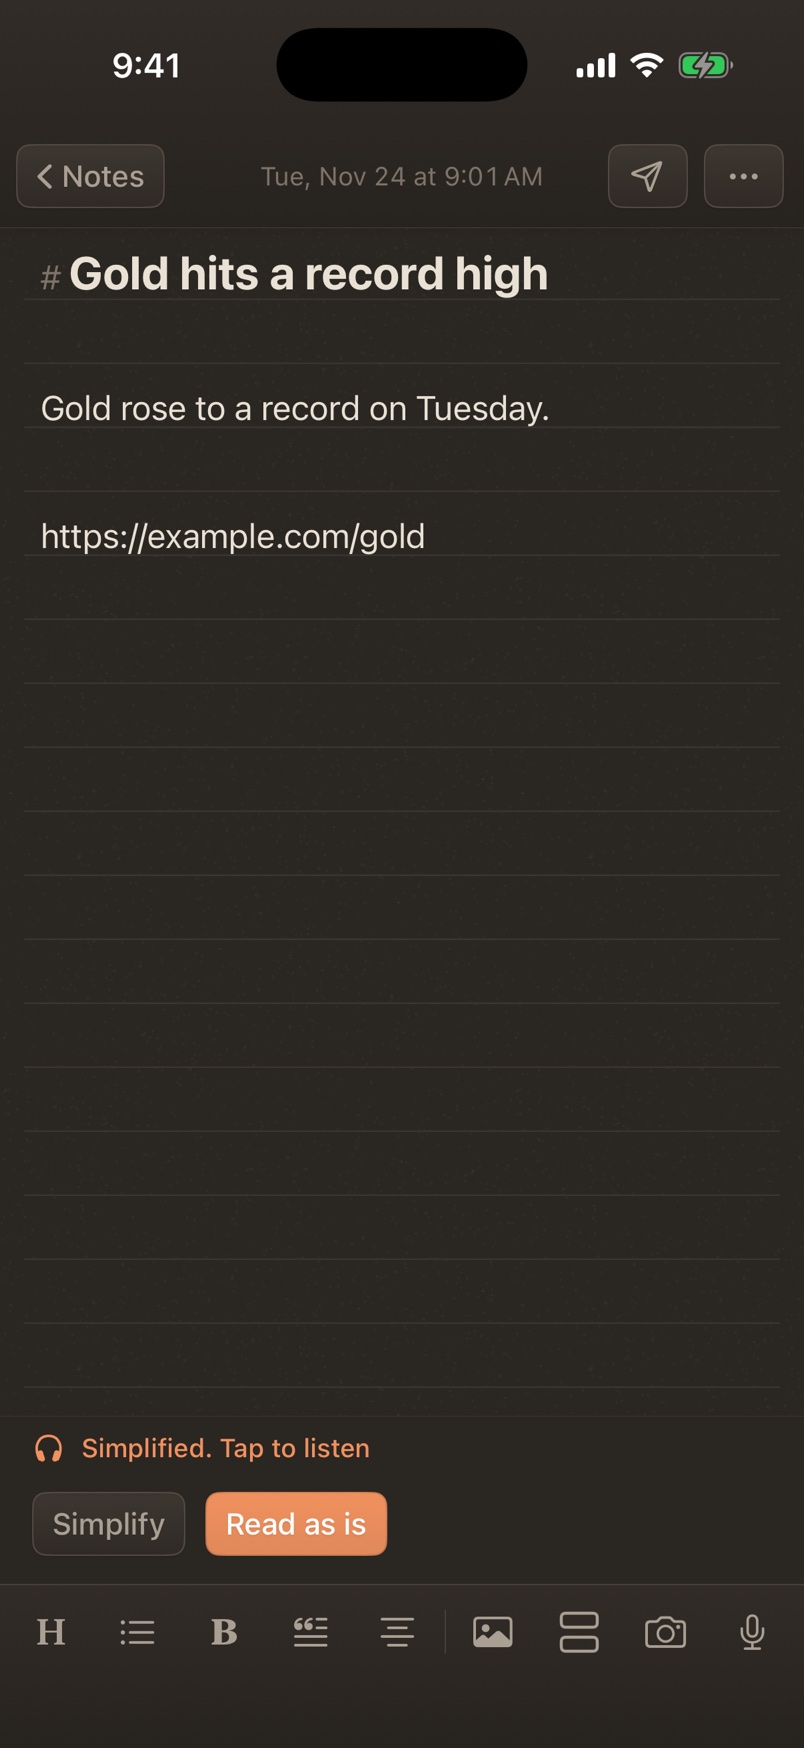 9:41
Notes
Tue, Nov 24 at 9:01 AM
# Gold hits a record high
Gold rose to a record on Tuesday.
https://example.com/gold
Simplified. Tap to listen
Simplify
Read as is
H
B